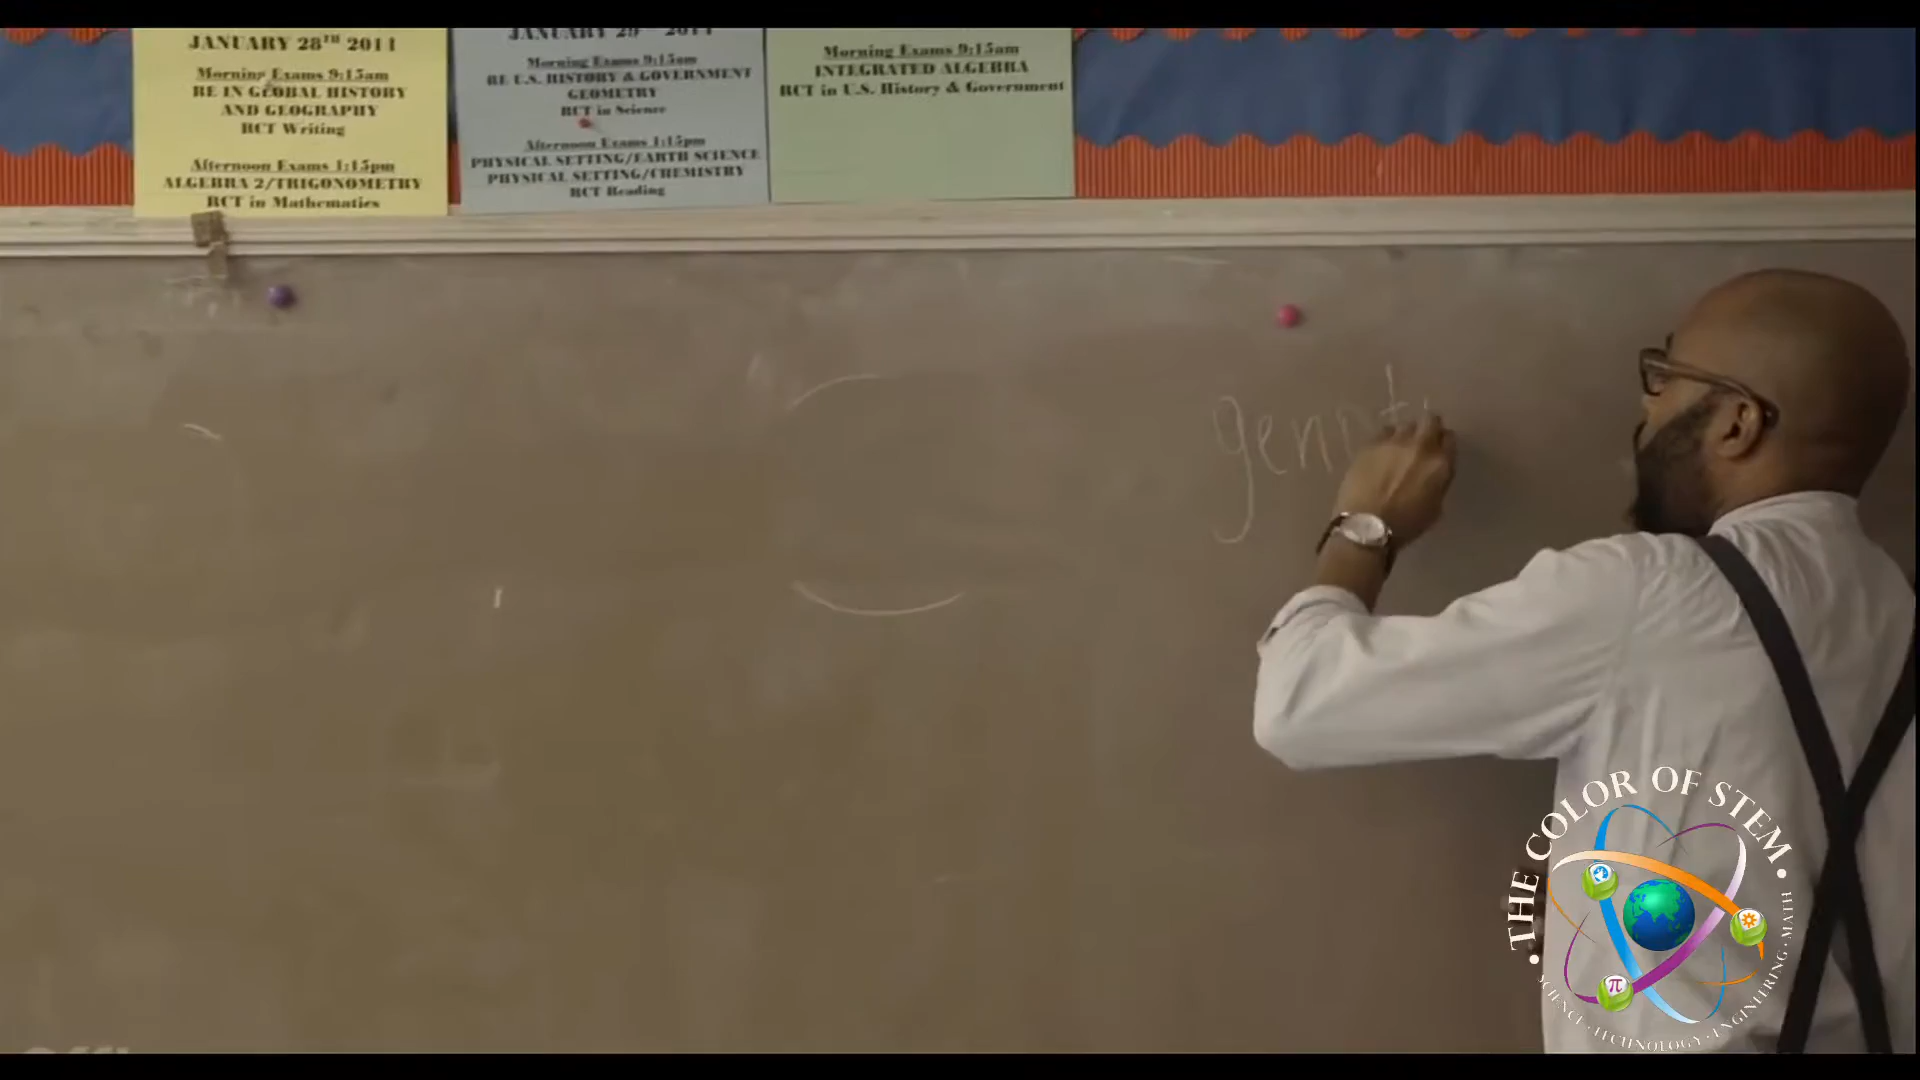 JANUARY 28TH 2011
Morning Exams 9:15am
RE IN GLOBAL HISTORY
AND GEOGRAPHY
RCT Writing
Afternoon Exams 1:15pm
ALGEBRA 2/TRIGONOMETRY
RCT in Mathematics
JANUARY 29TH 2011
Morning Exams 9:15am
RE U.S. HISTORY & GOVERNMENT
GEOMETRY
RCT in Science
Afternoon Exams 1:15pm
PHYSICAL SETTING/EARTH SCIENCE
PHYSICAL SETTING/CHEMISTRY
RCT Reading
Morning Exams 9:15am
INTEGRATED ALGEBRA
RCT in U.S. History & Government
THE COLOR OF STEM
SCIENCE · TECHNOLOGY · ENGINEERING · MATH
π